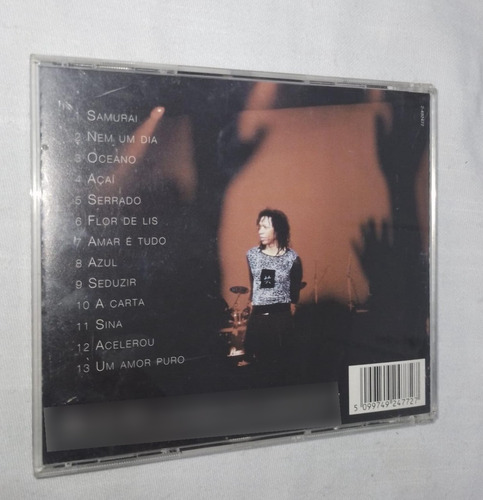 1 SAMURAI
2 NEM UM DIA
3 OCEANO
4 AÇAÍ
5 SERRADO
6 FLOR DE LIS
7 AMAR E TUDO
8 AZUL
9 SEDUZIR
10 A CARTA
11 SINA
12 ACELEROU
13 UM AMOR PURO
5 099749 247727